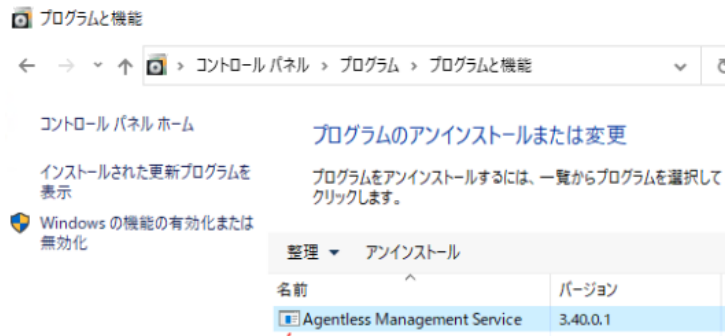 プログラムと機能
コントロール パネル › プログラム › プログラムと機能
コントロール パネル ホーム
インストールされた更新プログラムを
表示
Windows の機能の有効化または
無効化
プログラムのアンインストールまたは変更
プログラムをアンインストールするには、一覧からプログラムを選択して
クリックします。
整理 アンインストール
名前 バージョン
Agentless Management Service 3.40.0.1